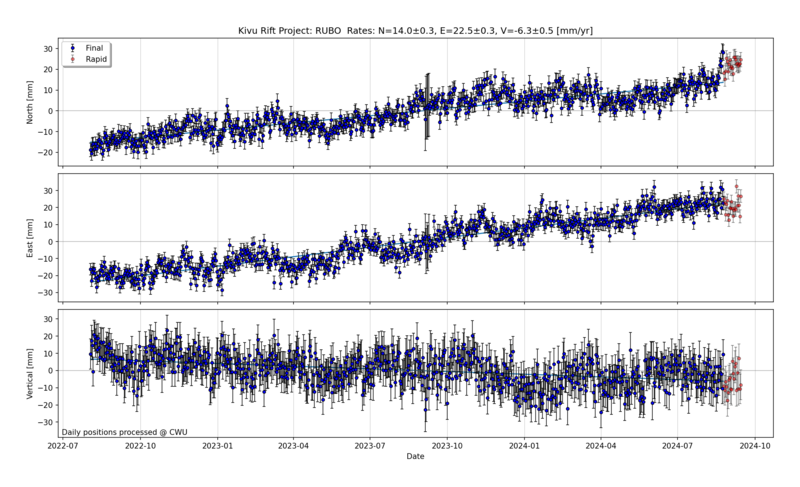 Kivu Rift Project: RUBO Rates: N=14.0±0.3, E=22.5±0.3, V=-6.3±0.5 [mm/yr]
Final
Rapid
North [mm]
30
20
10
0
−10
−20
East [mm]
30
20
10
0
−10
−20
−30
Vertical [mm]
30
20
10
0
−10
−20
−30
Daily positions processed @ CWU
2022-07 2022-10 2023-01 2023-04 2023-07 2023-10 2024-01 2024-04 2024-07 2024-10
Date